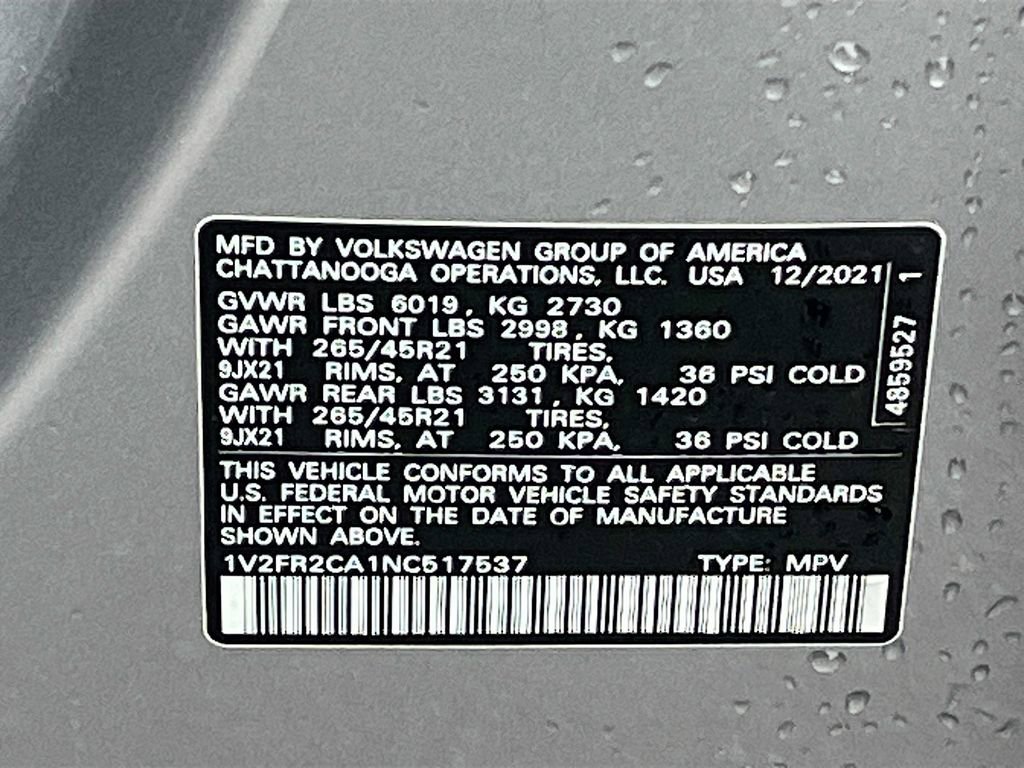 MFD BY VOLKSWAGEN GROUP OF AMERICA
CHATTANOOGA OPERATIONS, LLC. USA 12/2021
GVWR LBS 6019, KG 2730
GAWR FRONT LBS 2998, KG 1360
WITH 265/45R21 TIRES,
9JX21 RIMS, AT 250 KPA, 36 PSI COLD
GAWR REAR LBS 3131, KG 1420
WITH 265/45R21 TIRES,
9JX21 RIMS, AT 250 KPA, 36 PSI COLD
THIS VEHICLE CONFORMS TO ALL APPLICABLE
U.S. FEDERAL MOTOR VEHICLE SAFETY STANDARDS
IN EFFECT ON THE DATE OF MANUFACTURE
SHOWN ABOVE.
1V2FR2CA1NC517537 TYPE: MPV
4859527 1